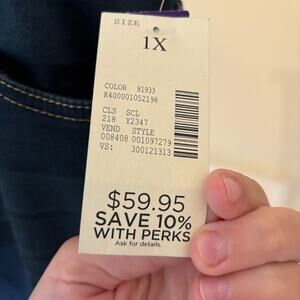 SIZE
1X
COLOR 81933
K400001052198
CLS SCL
218 Y2347
VEND STYLE
008408 001097279
VS: 300121313
$59.95
SAVE 10%
WITH PERKS
Ask for details.